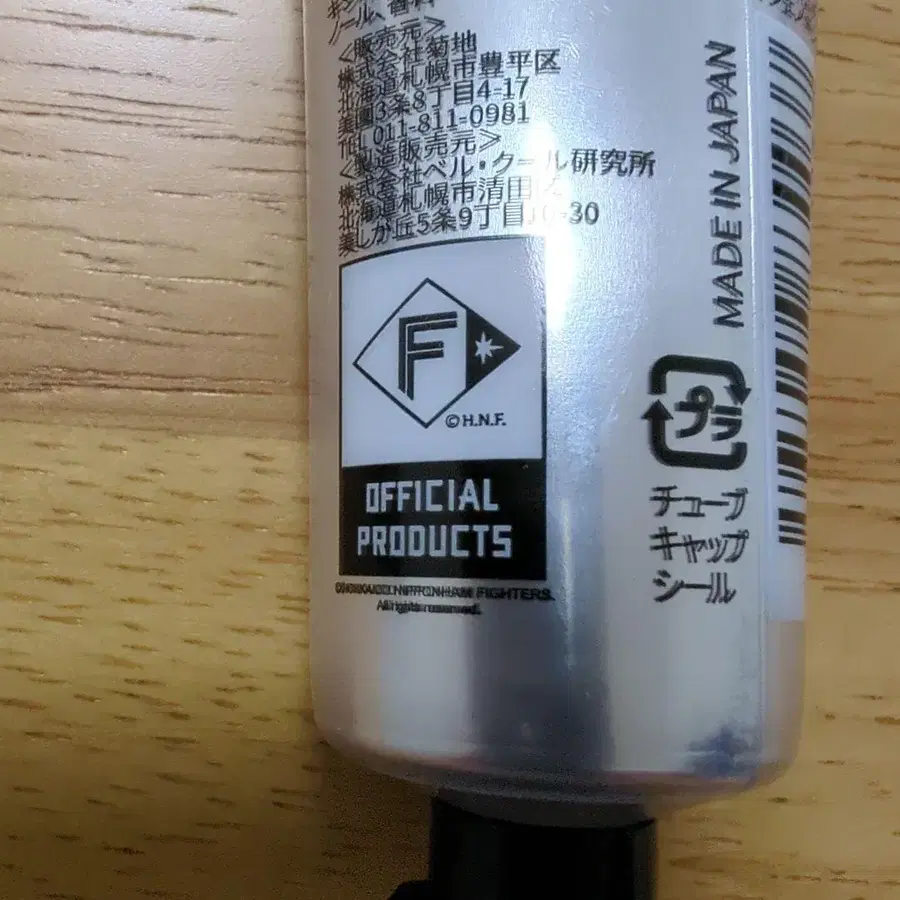 ノール、香料
<販売元>
株式会社菊地
北海道札幌市豊平区
美園3条8丁目4-17
TEL 011-811-0981
<製造販売元>
株式会社ベル・クール研究所
北海道札幌市清田区
美しが丘5条9丁目10-30
F
©H.N.F.
OFFICIAL
PRODUCTS
©HOKKAIDO NIPPON-HAM FIGHTERS.
All rights reserved.
MADE IN JAPAN
プラ
チューブ
キャップ
シール